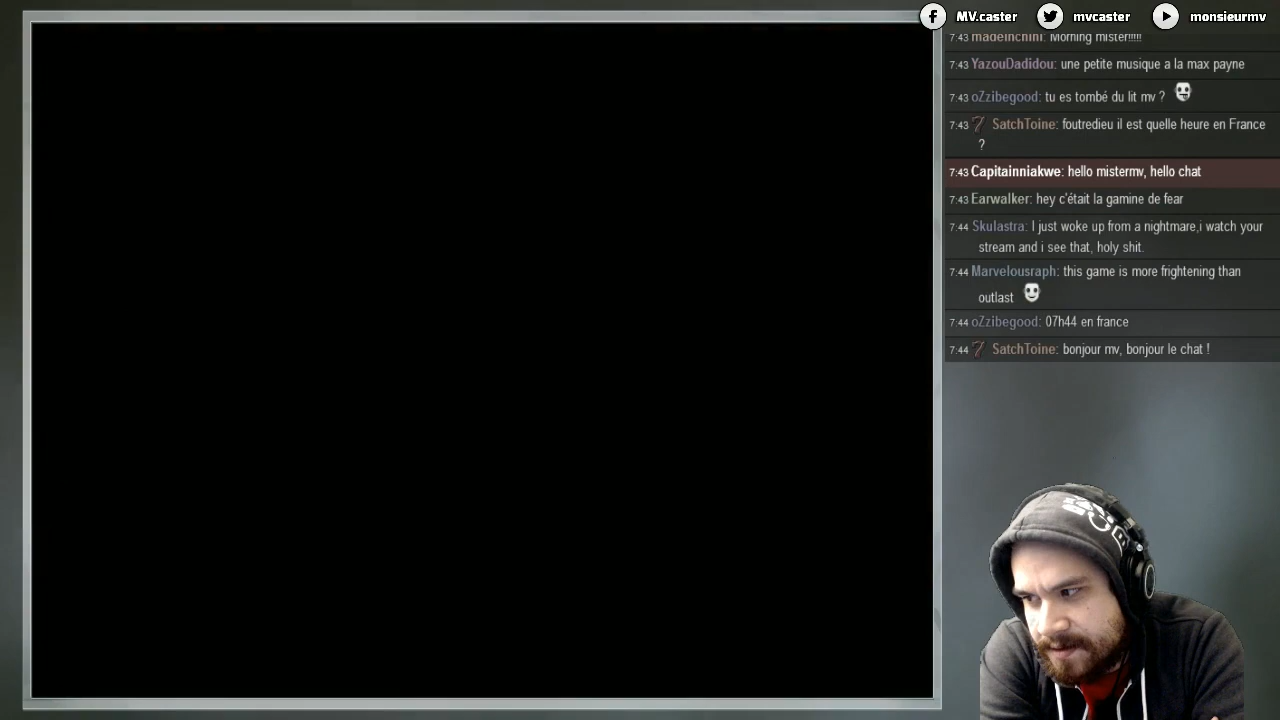 MV.caster mvcaster monsieurmv
7:43 madeinchini: Morning mister!!!!!
7:43 YazouDadidou: une petite musique a la max payne
7:43 oZzibegood: tu es tombé du lit mv ?
7:43 SatchToine: foutredieu il est quelle heure en France
?
7:43 Capitainniakwe: hello mistermv, hello chat
7:43 Earwalker: hey c'était la gamine de fear
7:44 Skulastra: I just woke up from a nightmare,i watch your
stream and i see that, holy shit.
7:44 Marvelousraph: this game is more frightening than
outlast
7:44 oZzibegood: 07h44 en france
7:44 SatchToine: bonjour mv, bonjour le chat !